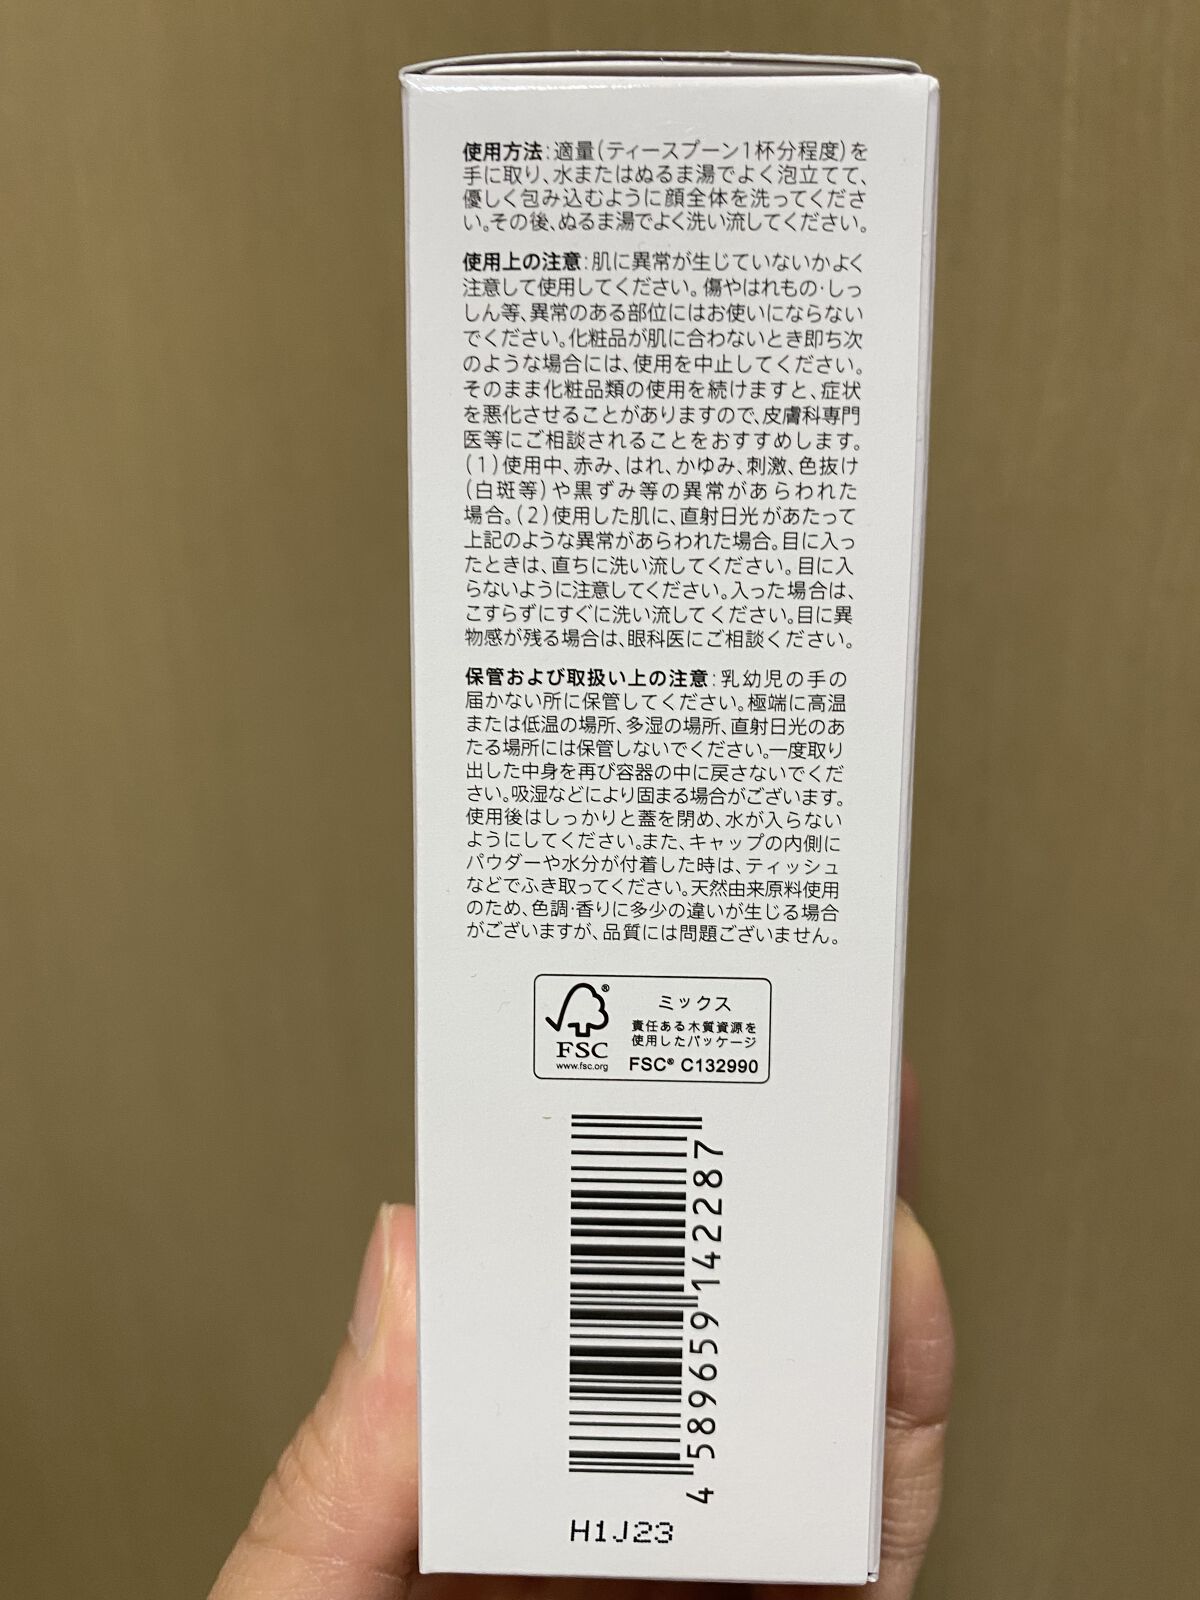 使用方法:適量(ティースプーン1杯分程度)を
手に取り、水またはぬるま湯でよく泡立てて、
優しく包み込むように顔全体を洗ってくださ
い。その後、ぬるま湯でよく洗い流してください。
使用上の注意:肌に異常が生じていないかよく
注意して使用してください。傷やはれもの・しっ
しん等、異常のある部位にはお使いにならない
でください。化粧品が肌に合わないとき即ち次
のような場合には、使用を中止してください。
そのまま化粧品類の使用を続けますと、症状
を悪化させることがありますので、皮膚科専門
医等にご相談されることをおすすめします。
(1)使用中、赤み、はれ、かゆみ、刺激、色抜け
(白斑等)や黒ずみ等の異常があらわれた
場合。(2)使用した肌に、直射日光があたって
上記のような異常があらわれた場合。目に入っ
たときは、直ちに洗い流してください。目に入
らないように注意してください。入った場合は、
こすらずにすぐに洗い流してください。目に異
物感が残る場合は、眼科医にご相談ください。
保管および取扱い上の注意:乳幼児の手の
届かない所に保管してください。極端に高温
または低温の場所、多湿の場所、直射日光のあ
たる場所には保管しないでください。一度取り
出した中身を再び容器の中に戻さないでくだ
さい。吸湿などにより固まる場合がございます。
使用後はしっかりと蓋を閉め、水が入らない
ようにしてください。また、キャップの内側に
パウダーや水分が付着した時は、ティッシュ
などでふき取ってください。天然由来原料使用
のため、色調・香りに多少の違いが生じる場合
がございますが、品質には問題ございません。
®
FSC
www.fsc.org
ミックス
責任ある木質資源を
使用したパッケージ
FSC® C132990
4 589659 142287
H1J23